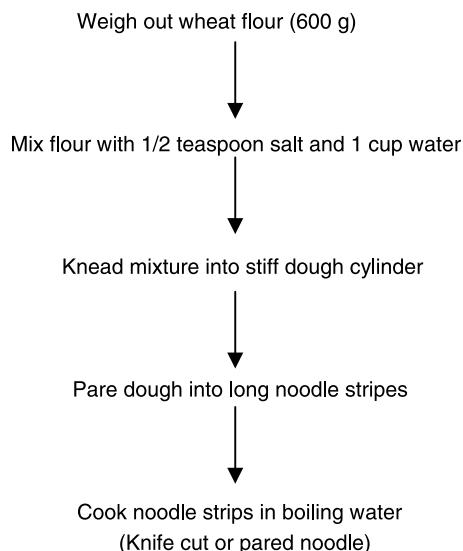 Weigh out wheat flour (600 g)
Mix flour with 1/2 teaspoon salt and 1 cup water
Knead mixture into stiff dough cylinder
Pare dough into long noodle stripes
Cook noodle strips in boiling water
(Knife cut or pared noodle)